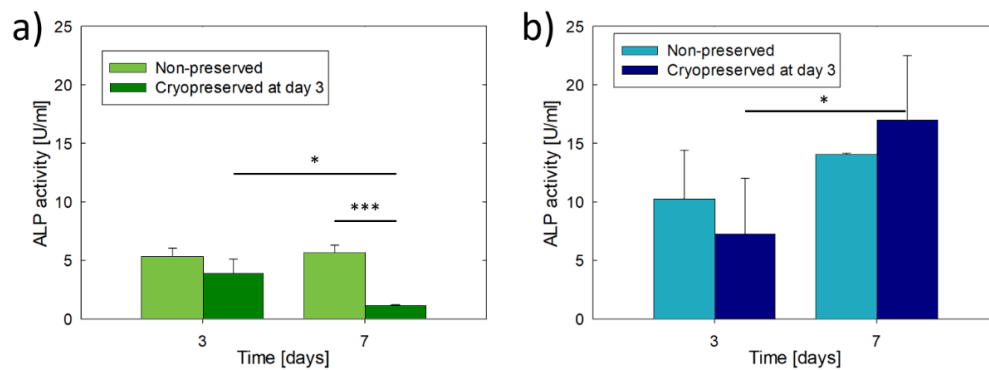 a)
25
20
15
10
5
0
ALP activity [U/ml]
Non-preserved
Cryopreserved at day 3
*
***
3
7
Time [days]
b)
25
20
15
10
5
0
ALP activity [U/ml]
Non-preserved
Cryopreserved at day 3
*
3
7
Time [days]